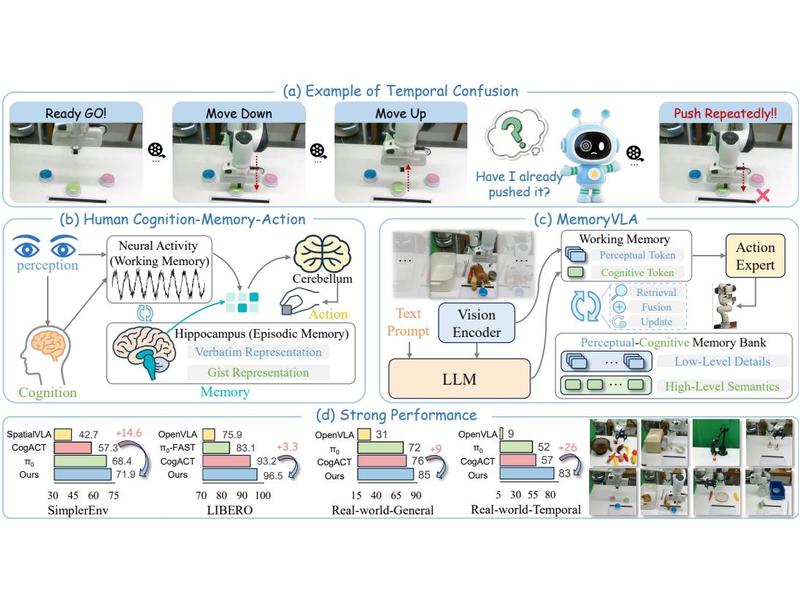 (a) Example of Temporal Confusion
Ready GO!
Move Down
Move Up
Have I already
pushed it?
Push Repeatedly!!
(b) Human Cognition-Memory-Action
perception
Neural Activity
(Working Memory)
Cerebellum
Action
Hippocampus (Episodic Memory)
Verbatim Representation
Gist Representation
Cognition
Memory
(c) MemoryVLA
Text
Prompt
Vision
Encoder
LLM
Working Memory
Perceptual Token
Cognitive Token
Action
Expert
Retrieval
Fusion
Update
Perceptual-Cognitive Memory Bank
Low-Level Details
High-Level Semantics
(d) Strong Performance
SpatialVLA 42.7 +14.6
CogACT 57.3
π0 68.4
Ours 71.9
30 45 60 75
SimplerEnv
OpenVLA 75.9
π0-FAST 83.1 +3.3
CogACT 93.2
Ours 96.5
70 80 90 100
LIBERO
OpenVLA 31
π0 72 +9
CogACT 76
Ours 85
15 40 65 90
Real-world-General
OpenVLA 9
π0 52 +26
CogACT 57
Ours 83
5 30 55 80
Real-world-Temporal